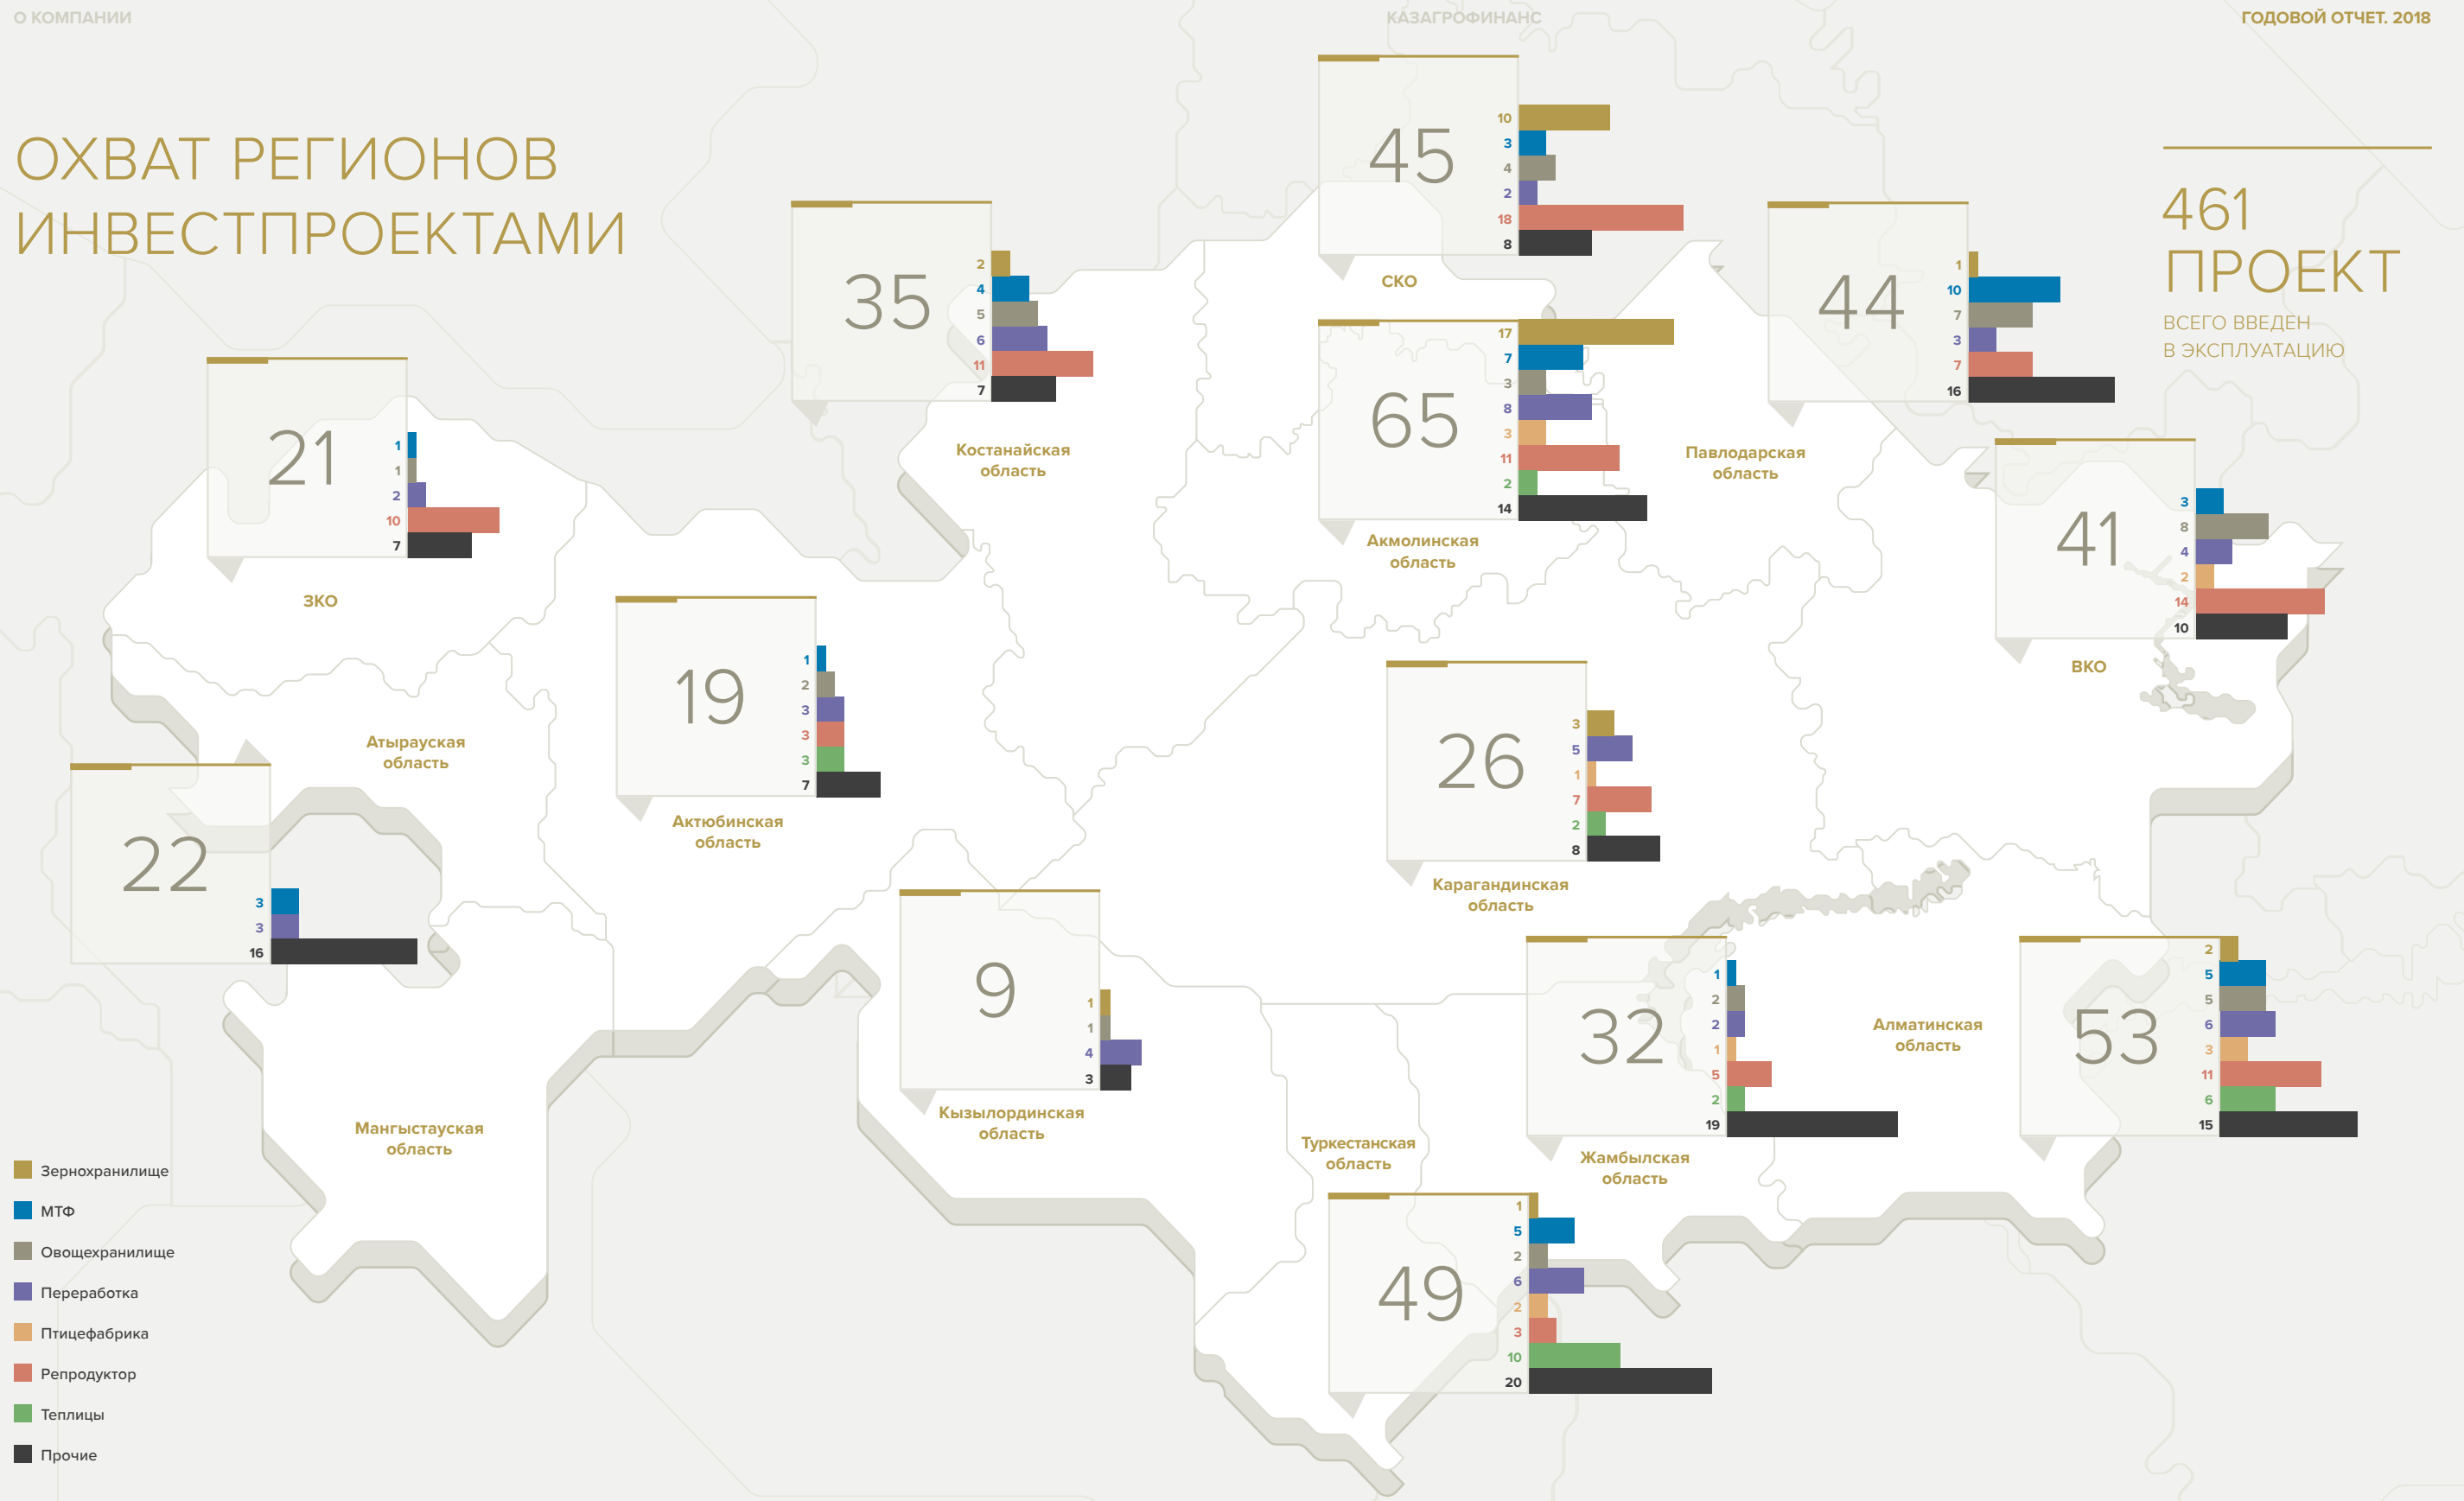 О КОМПАНИИ
КАЗАГРОФИНАНС
ГОДОВОЙ ОТЧЕТ. 2018
ОХВАТ РЕГИОНОВ
ИНВЕСТПРОЕКТАМИ
461
ПРОЕКТ
ВСЕГО ВВЕДЕН
В ЭКСПЛУАТАЦИЮ
45
10
3
4
2
18
8
СКО
35
2
4
5
6
11
7
Костанайская
область
44
1
10
7
3
7
16
Павлодарская
область
65
17
7
3
8
3
11
2
14
Акмолинская
область
21
1
1
2
10
7
ЗКО
41
3
8
4
2
14
10
ВКО
19
1
2
3
3
3
7
Актюбинская
область
26
3
5
1
7
2
8
Карагандинская
область
Атырауская
область
22
3
3
16
9
1
1
4
3
Кызылординская
область
32
1
2
2
1
5
2
19
Жамбылская
область
Алматинская
область
53
2
5
5
6
3
11
6
15
Мангыстауская
область
Туркестанская
область
49
1
5
2
6
2
3
10
20
Зернохранилище
МТФ
Овощехранилище
Переработка
Птицефабрика
Репродуктор
Теплицы
Прочие